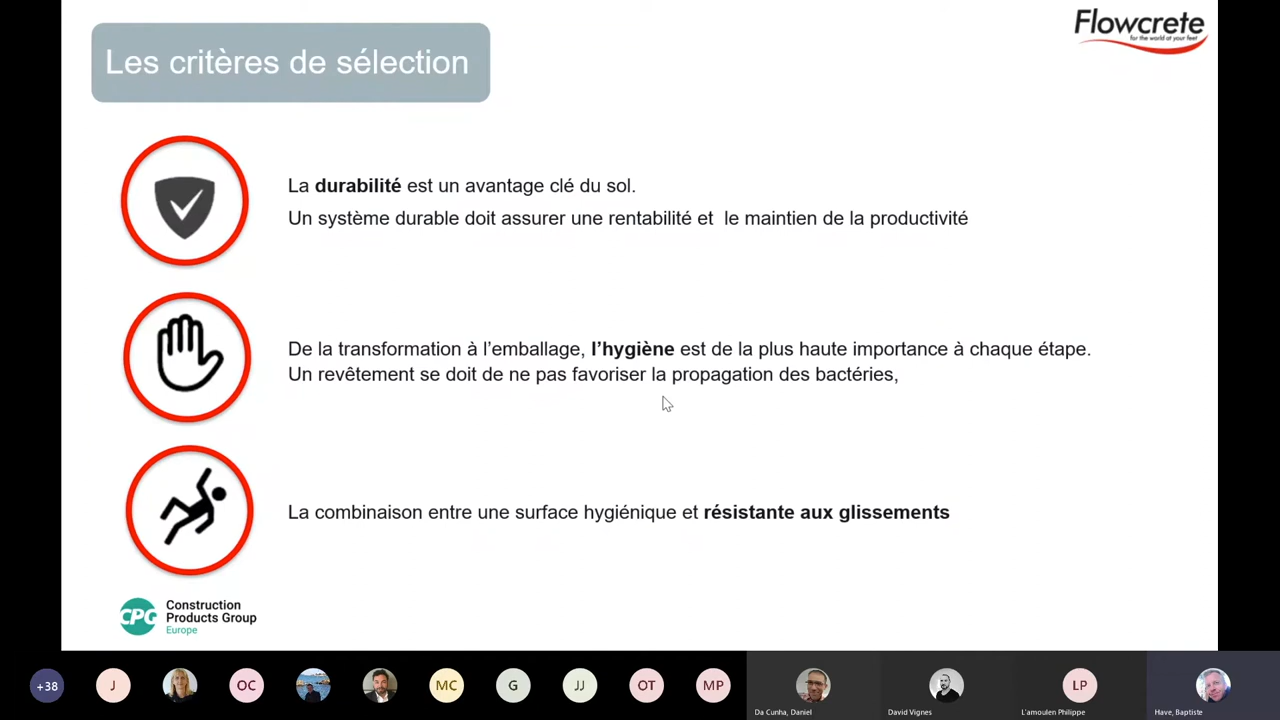 Les critères de sélection
Flowcrete
for the world at your feet
La durabilité est un avantage clé du sol.
Un système durable doit assurer une rentabilité et le maintien de la productivité
De la transformation à l’emballage, l’hygiène est de la plus haute importance à chaque étape.
Un revêtement se doit de ne pas favoriser la propagation des bactéries,
La combinaison entre une surface hygiénique et résistante aux glissements
CPG
Construction
Products Group
Europe
+38
J
OC
MC
G
JJ
OT
MP
LP
Da Cunha, Daniel
David Vignes
L'amoulen Philippe
Have, Baptiste